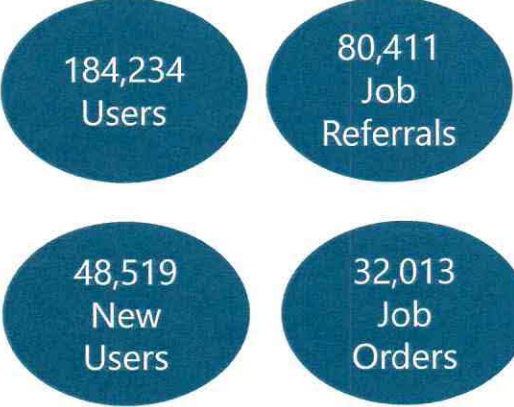 184,234
Users
80,411
Job
Referrals
48,519
New
Users
32,013
Job
Orders